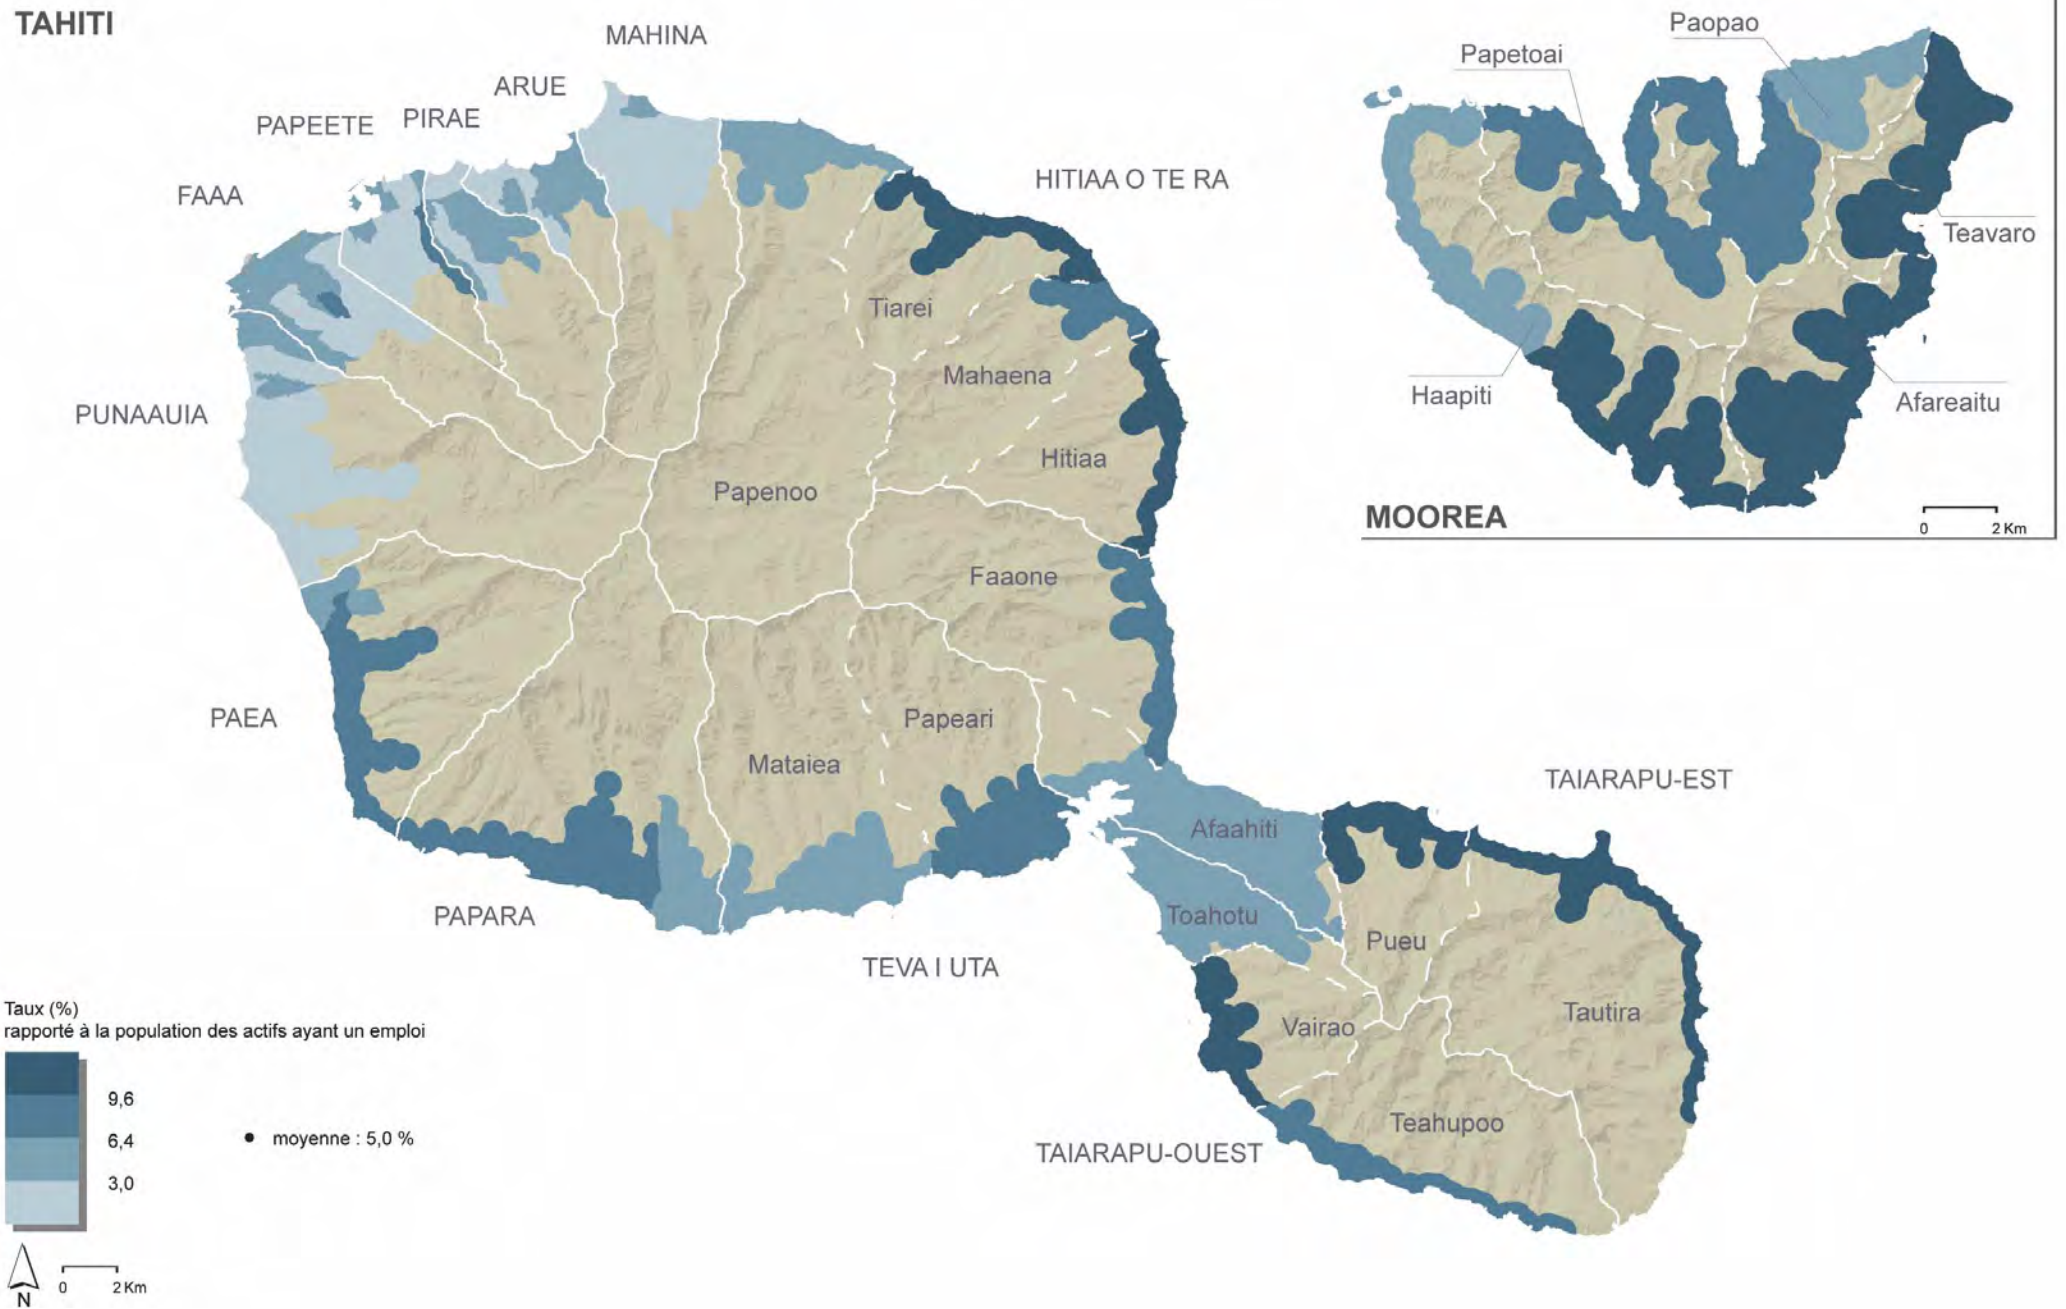 TAHITI
MAHINA
ARUE
PIRAE
PAPEETE
FAAA
HITIAA O TE RA
PUNAAUIA
Tiarei
Mahaena
Hitiaa
Papenoo
Faaone
PAEA
Papeari
Mataiea
PAPARA
TEVA I UTA
TAIARAPU-EST
Afaahiti
Toahotu
Pueu
Vairao
Tautira
Teahupoo
TAIARAPU-OUEST
Paopao
Papetoai
Teavaro
Haapiti
Afareaitu
MOOREA
0 2 Km
Taux (%)
rapporté à la population des actifs ayant un emploi
9,6
6,4
3,0
moyenne : 5,0 %
N
0 2 Km